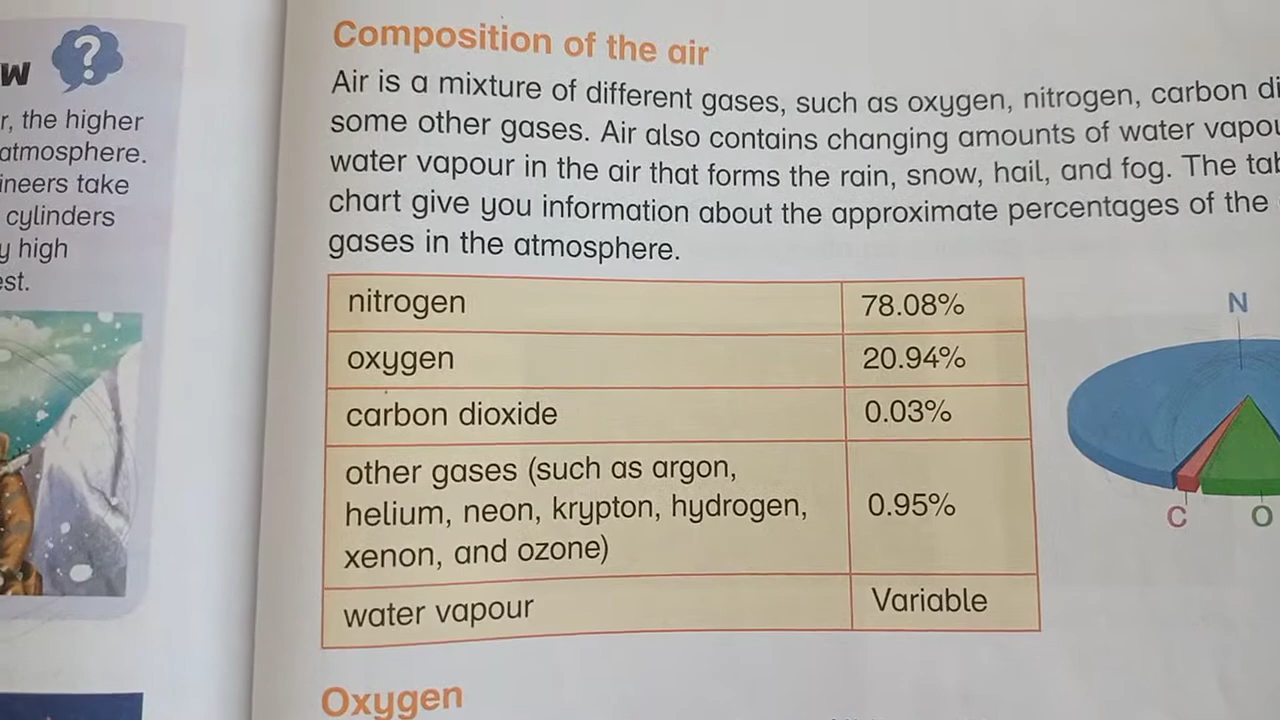 w
?
r, the higher
atmosphere.
ineers take
cylinders
y high
est.
Composition of the air
Air is a mixture of different gases, such as oxygen, nitrogen, carbon di
some other gases. Air also contains changing amounts of water vapou
water vapour in the air that forms the rain, snow, hail, and fog. The tab
chart give you information about the approximate percentages of the
gases in the atmosphere.
nitrogen 78.08%
oxygen 20.94%
carbon dioxide 0.03%
other gases (such as argon,
helium, neon, krypton, hydrogen,
xenon, and ozone) 0.95%
water vapour Variable
N
C O
Oxygen